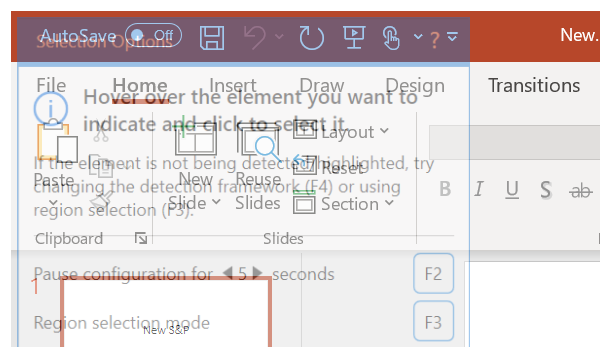 AutoSave Off ? New.
Selection Options
File Home Insert Draw Design Transitions
Hover over the element you want to
indicate and click to select it.
Paste New Reuse Layout
Slide Slides Reset
Section
If the element is not being detected/highlighted, try
changing the detection framework (F4) or using
region selection (F3).
B I U S ab
Clipboard Slides
Pause configuration for 5 seconds F2
1
Region selection mode F3
New S&P